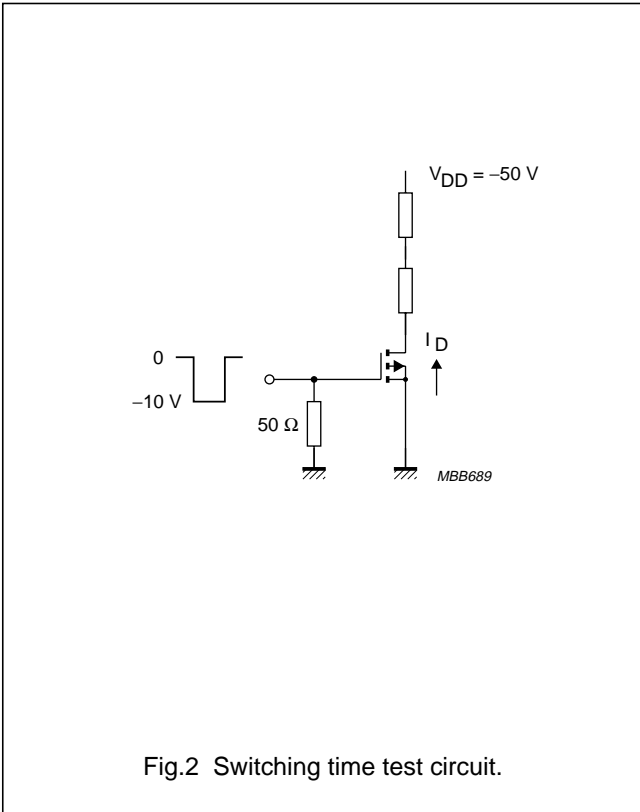 V_DD = −50 V
I_D
0
−10 V
50 Ω
MBB689
Fig.2 Switching time test circuit.